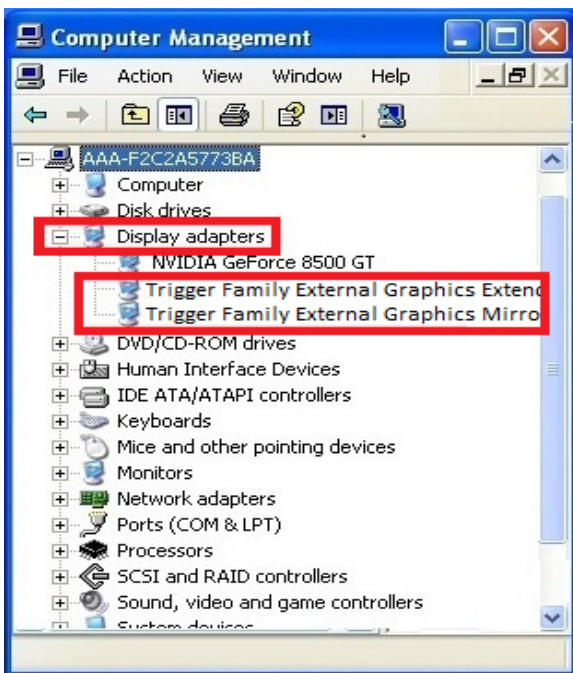 Computer Management
File Action View Window Help
AAA-F2C2A5773BA
Computer
Disk drives
Display adapters
NVIDIA GeForce 8500 GT
Trigger Family External Graphics Extend
Trigger Family External Graphics Mirro
DVD/CD-ROM drives
Human Interface Devices
IDE ATA/ATAPI controllers
Keyboards
Mice and other pointing devices
Monitors
Network adapters
Ports (COM & LPT)
Processors
SCSI and RAID controllers
Sound, video and game controllers
System devices